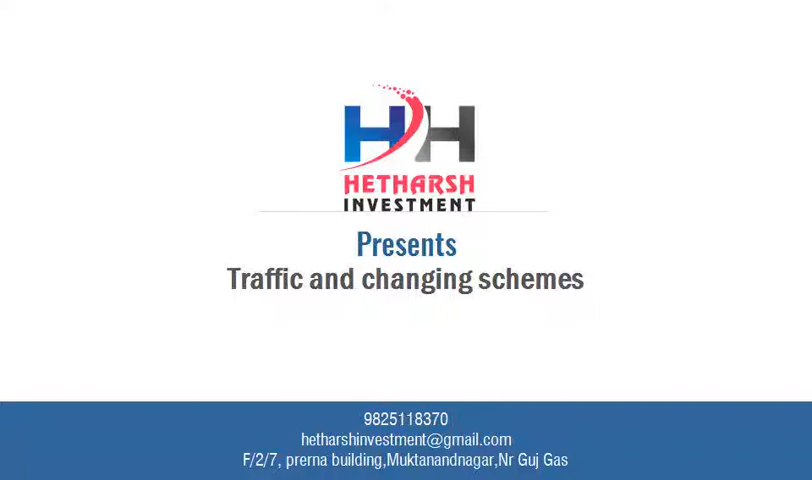 HH
HETHARSH
INVESTMENT
Presents
Traffic and changing schemes
9825118370
hetharshinvestment@gmail.com
F/2/7, prerna building,Muktanandnagar,Nr Guj Gas